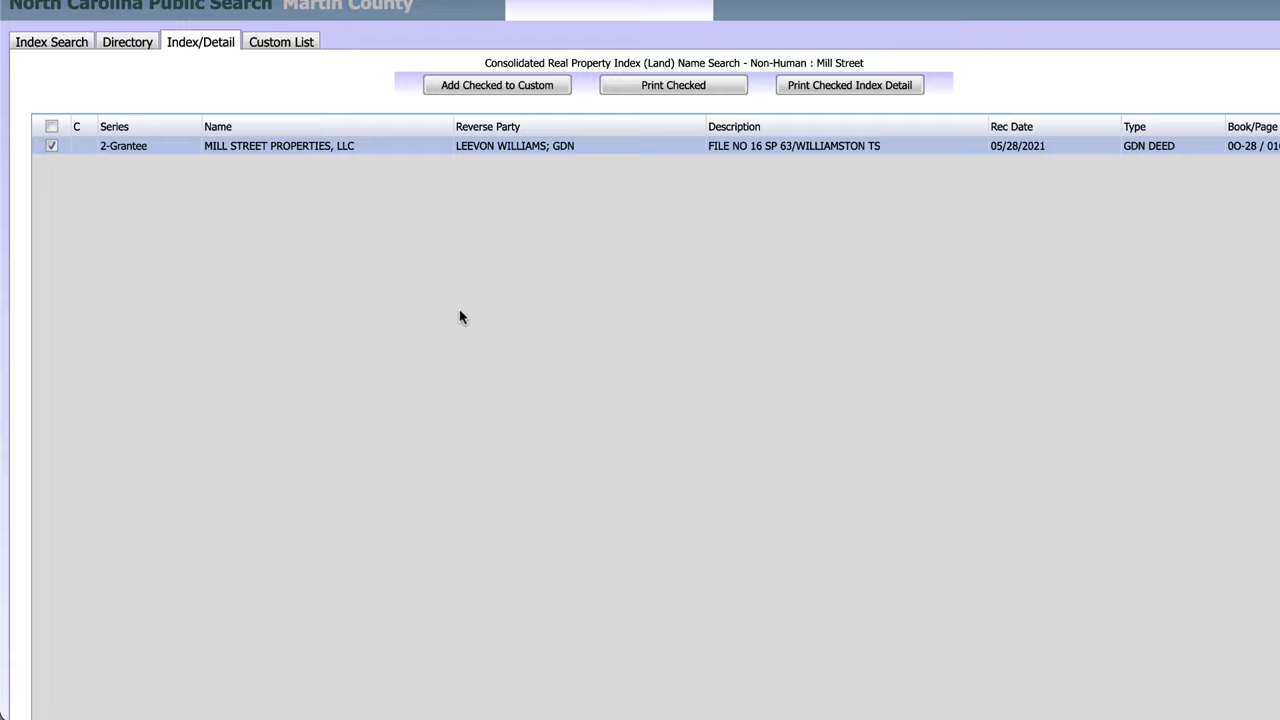 North Carolina Public Search Martin County
Index Search Directory Index/Detail Custom List
Consolidated Real Property Index (Land) Name Search - Non-Human : Mill Street
Add Checked to Custom Print Checked Print Checked Index Detail
C Series Name Reverse Party Description Rec Date Type Book/Page
2-Grantee MILL STREET PROPERTIES, LLC LEEVON WILLIAMS; GDN FILE NO 16 SP 63/WILLIAMSTON TS 05/28/2021 GDN DEED 0O-28 /